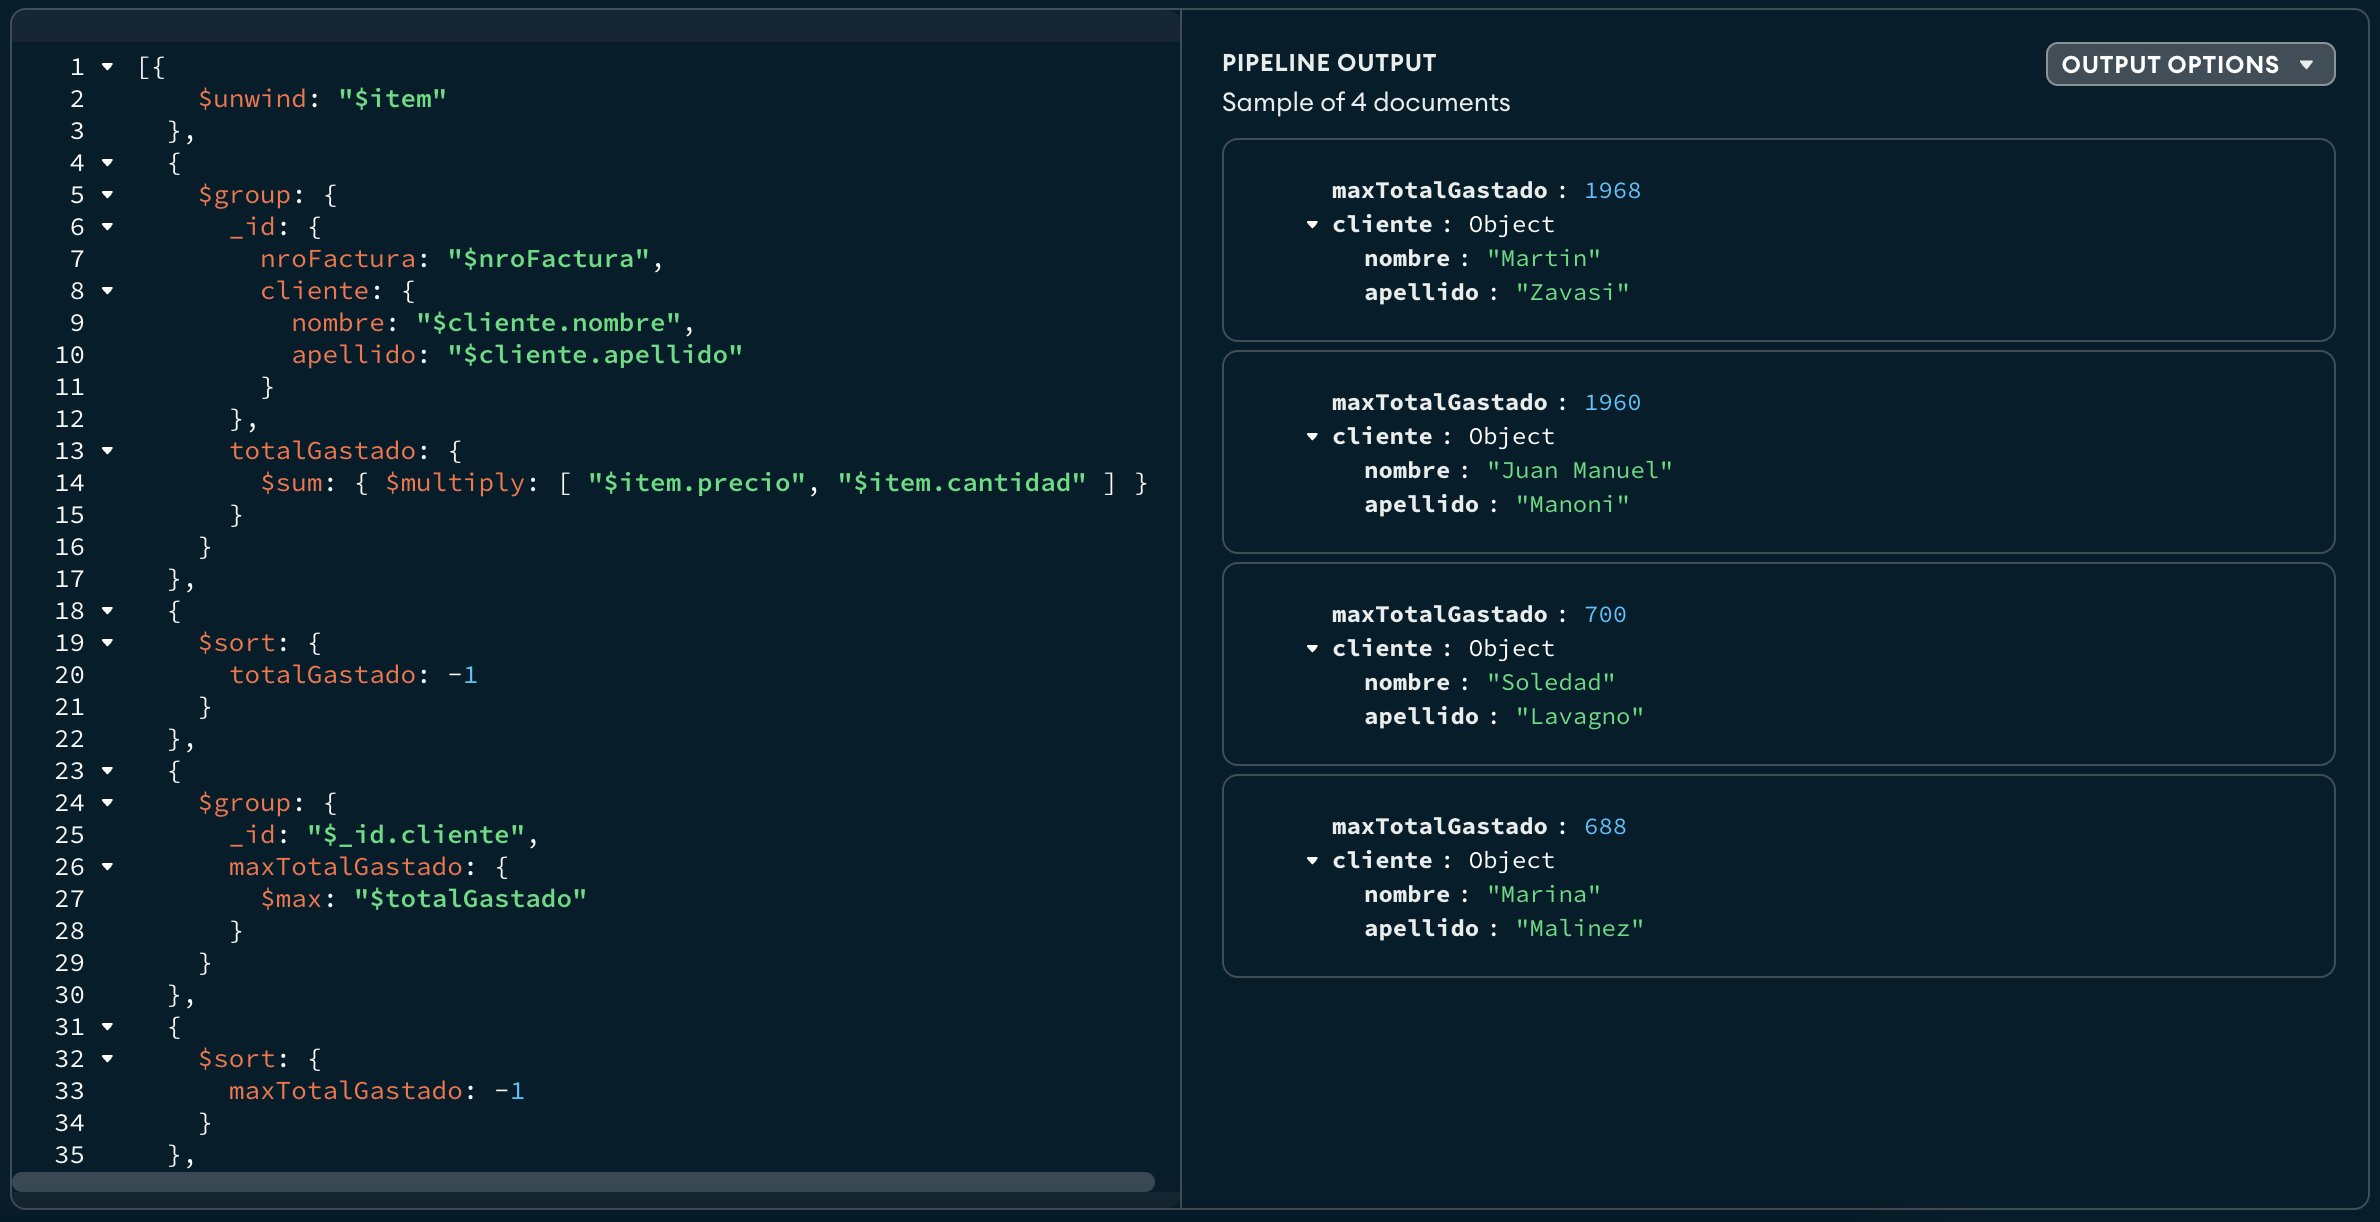 1 [{
2     $unwind: "$item"
3   },
4   {
5     $group: {
6       _id: {
7         nroFactura: "$nroFactura",
8         cliente: {
9           nombre: "$cliente.nombre",
10           apellido: "$cliente.apellido"
11         }
12       },
13       totalGastado: {
14         $sum: { $multiply: [ "$item.precio", "$item.cantidad" ] }
15       }
16     }
17   },
18   {
19     $sort: {
20       totalGastado: -1
21     }
22   },
23   {
24     $group: {
25       _id: "$_id.cliente",
26       maxTotalGastado: {
27         $max: "$totalGastado"
28       }
29     }
30   },
31   {
32     $sort: {
33       maxTotalGastado: -1
34     }
35   },
PIPELINE OUTPUT
OUTPUT OPTIONS
Sample of 4 documents
maxTotalGastado : 1968
cliente : Object
nombre : "Martin"
apellido : "Zavasi"
maxTotalGastado : 1960
cliente : Object
nombre : "Juan Manuel"
apellido : "Manoni"
maxTotalGastado : 700
cliente : Object
nombre : "Soledad"
apellido : "Lavagno"
maxTotalGastado : 688
cliente : Object
nombre : "Marina"
apellido : "Malinez"